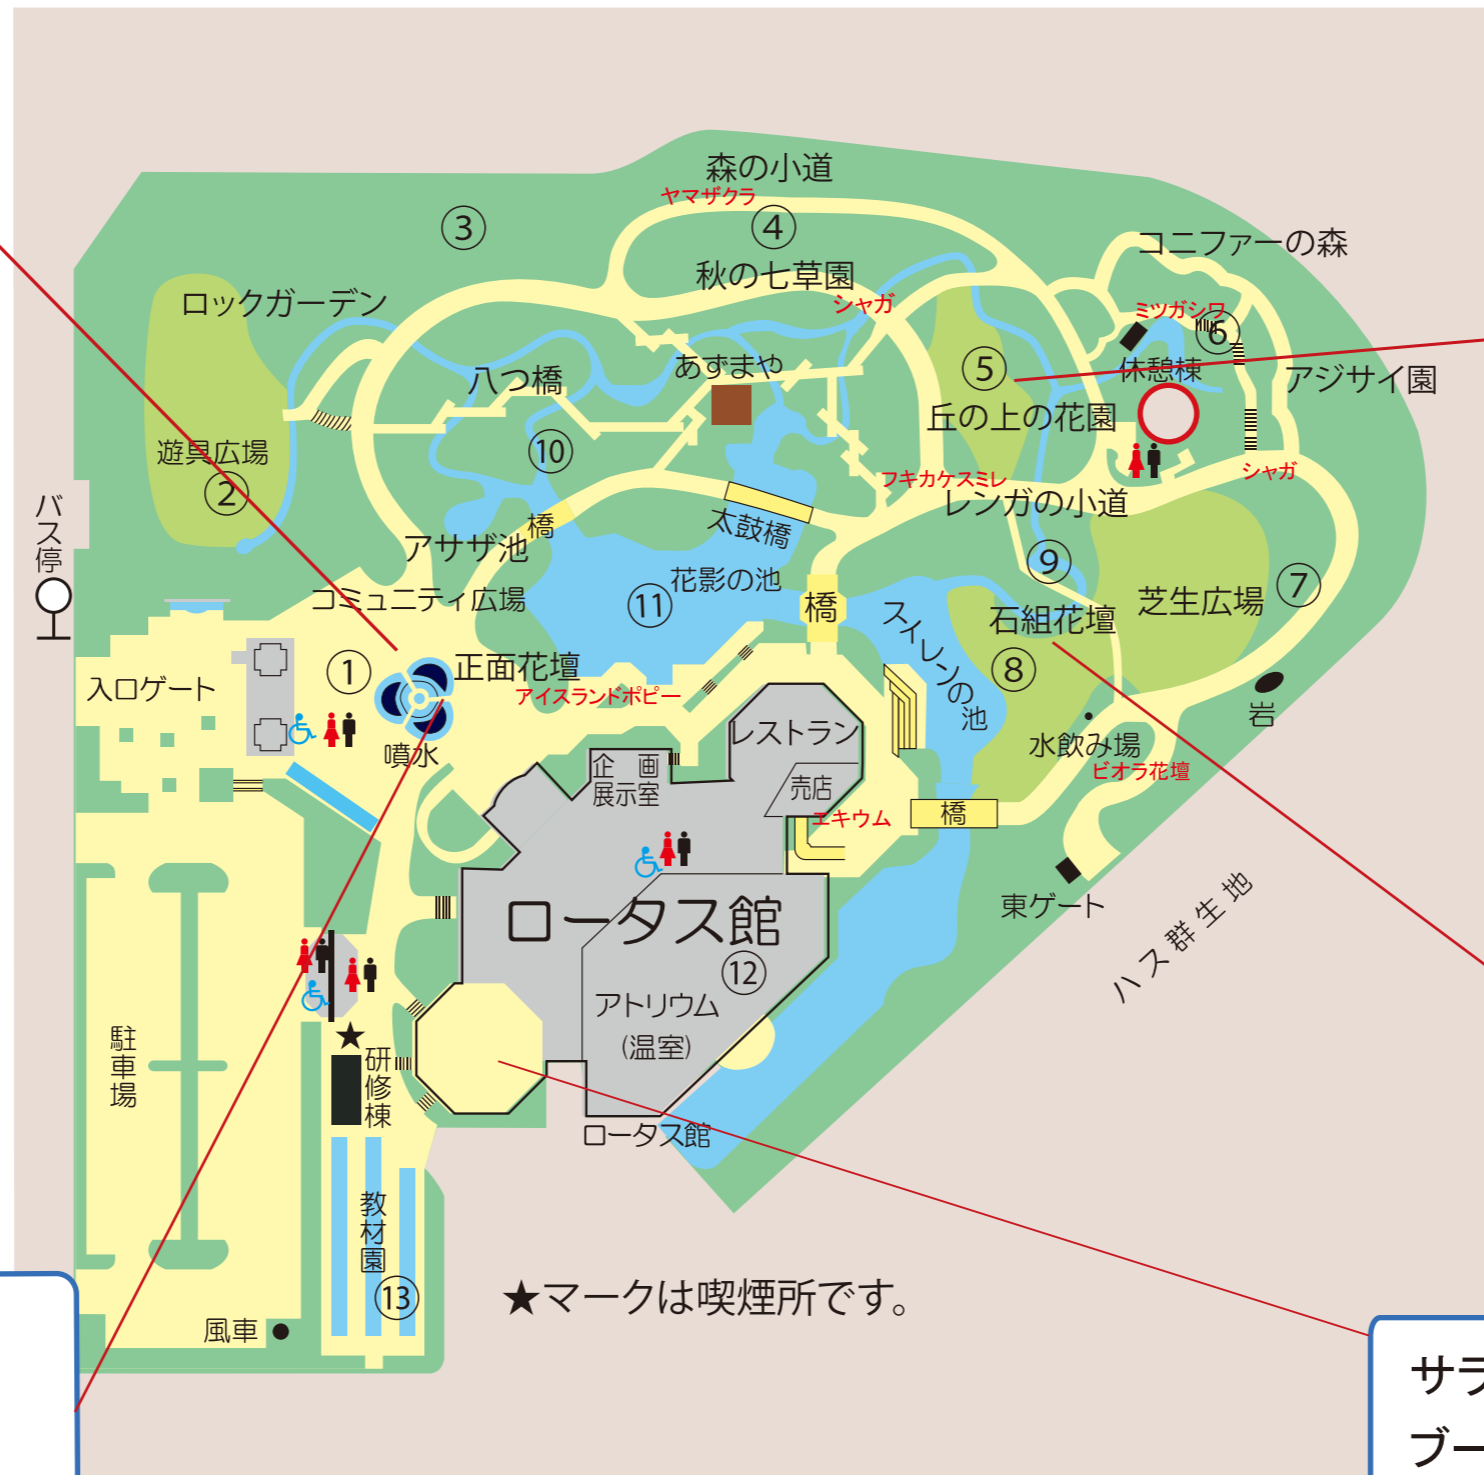 森の小道
ヤマザクラ
③
④
秋の七草園
シャガ
コニファーの森
ミツガシワ
⑥
ロックガーデン
あずまや
八つ橋
⑤
休憩棟
アジサイ園
丘の上の花園
遊具広場
②
⑩
フキカケスミレ
シャガ
レンガの小道
バス停
橋
太鼓橋
アサザ池
花影の池
⑨
コミュニティ広場
⑪
橋
スイレンの池
石組花壇
芝生広場
⑦
①
正面花壇
アイスランドポピー
⑧
入口ゲート
岩
噴水
レストラン
水飲み場
ビオラ花壇
企画
展示室
売店
エキウム
橋
東ゲート
ハス群生地
ロータス館
⑫
アトリウム
(温室)
駐車場
★
研修棟
ロータス館
教材園
⑬
★マークは喫煙所です。
風車
サラ
ブー